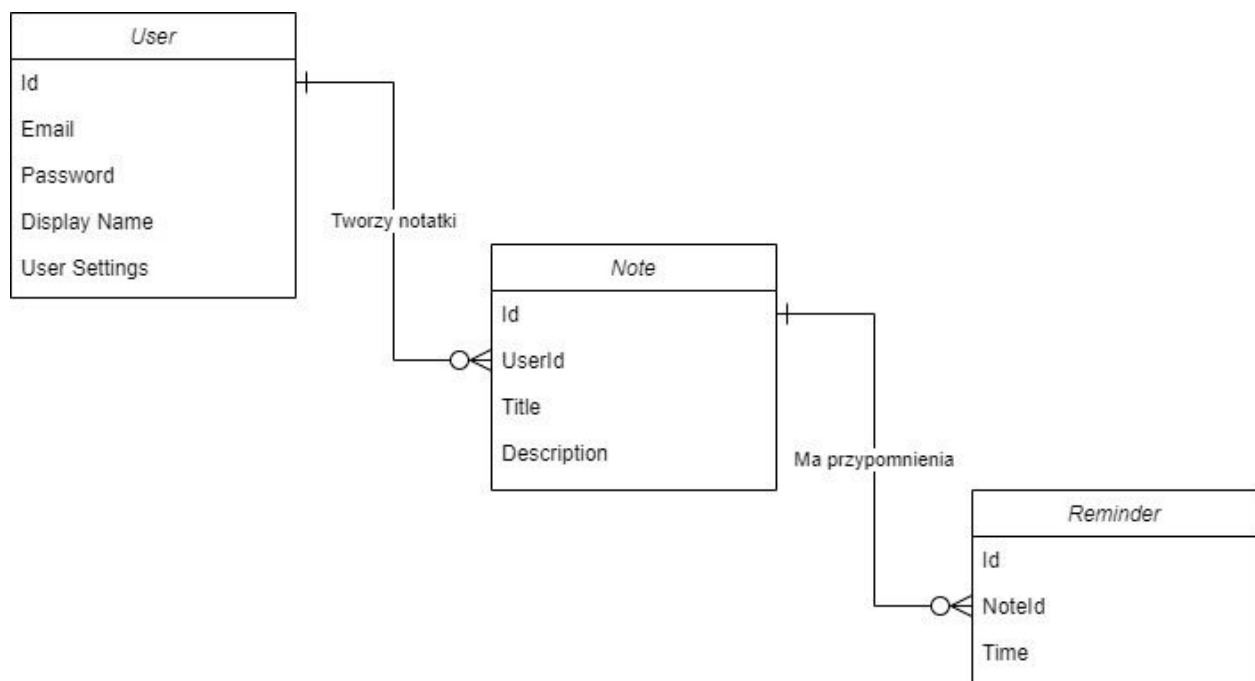 User
Id
Email
Password
Display Name
User Settings
Tworzy notatki
Note
Id
UserId
Title
Description
Ma przypomnienia
Reminder
Id
NoteId
Time